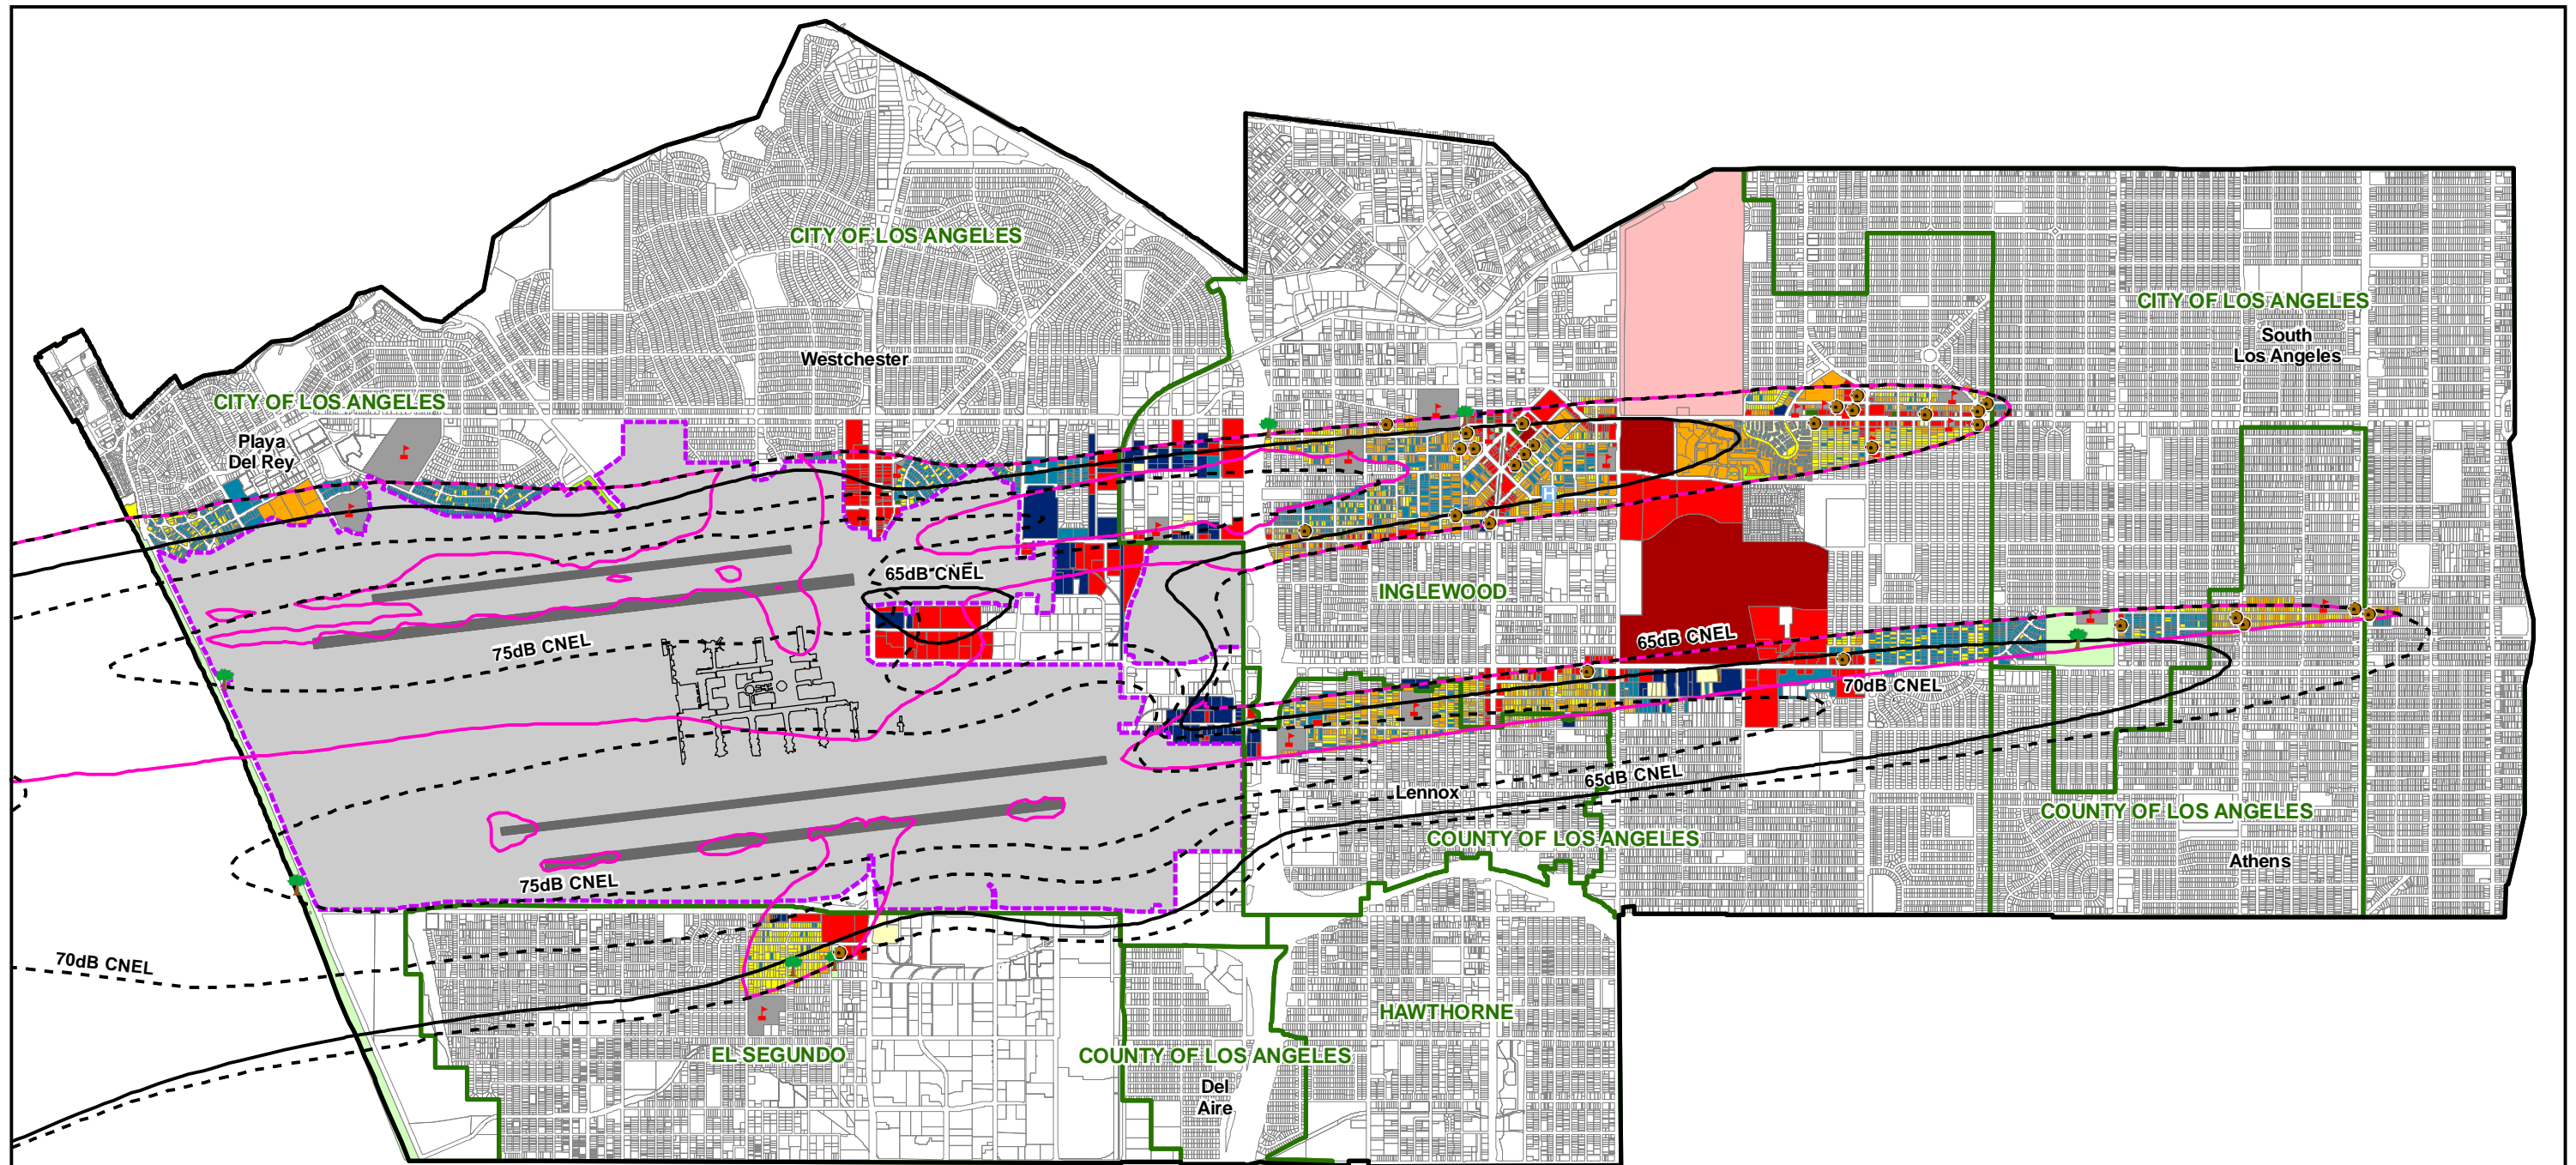 CITY OF LOS ANGELES
CITY OF LOS ANGELES
South
Los Angeles
Westchester
CITY OF LOS ANGELES
Playa
Del Rey
H
65dB CNEL
INGLEWOOD
65dB CNEL
75dB CNEL
70dB CNEL
65dB CNEL
Lennox
COUNTY OF LOS ANGELES
COUNTY OF LOS ANGELES
Athens
75dB CNEL
70dB CNEL
HAWTHORNE
EL SEGUNDO
COUNTY OF LOS ANGELES
Del
Aire